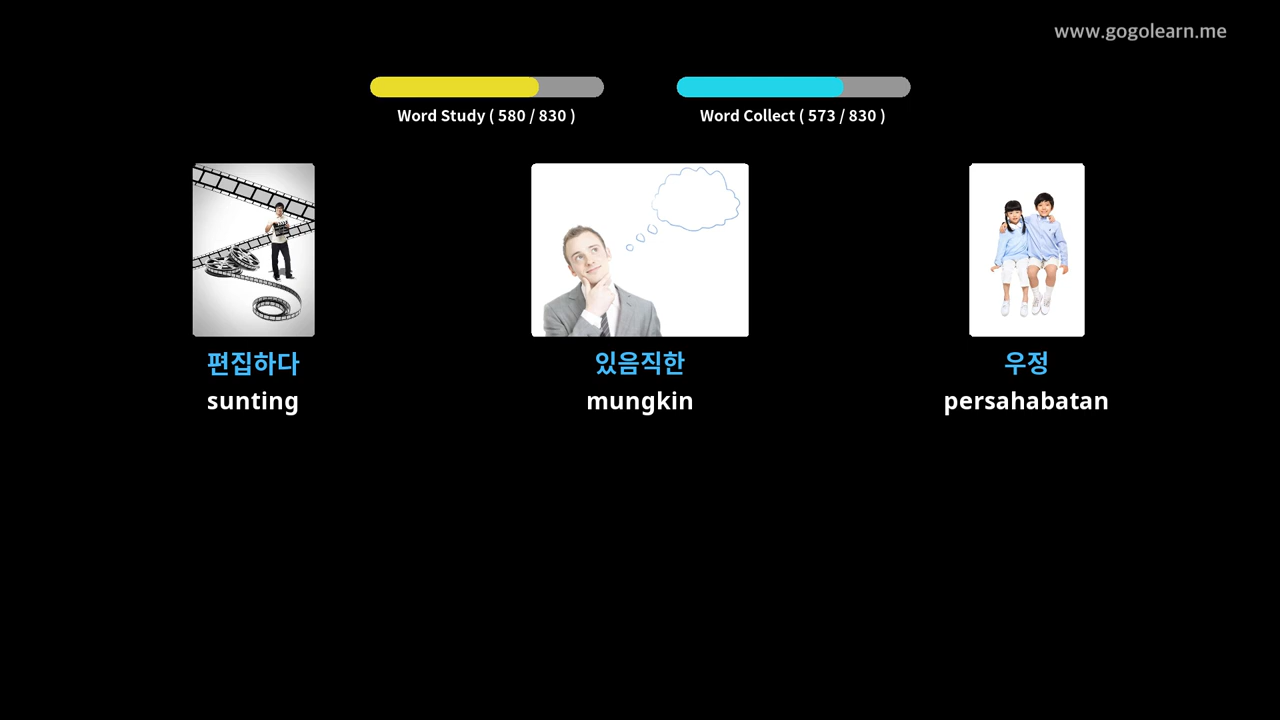 www.gogolearn.me
Word Study ( 580 / 830 )
Word Collect ( 573 / 830 )
편집하다
sunting
있음직한
mungkin
우정
persahabatan